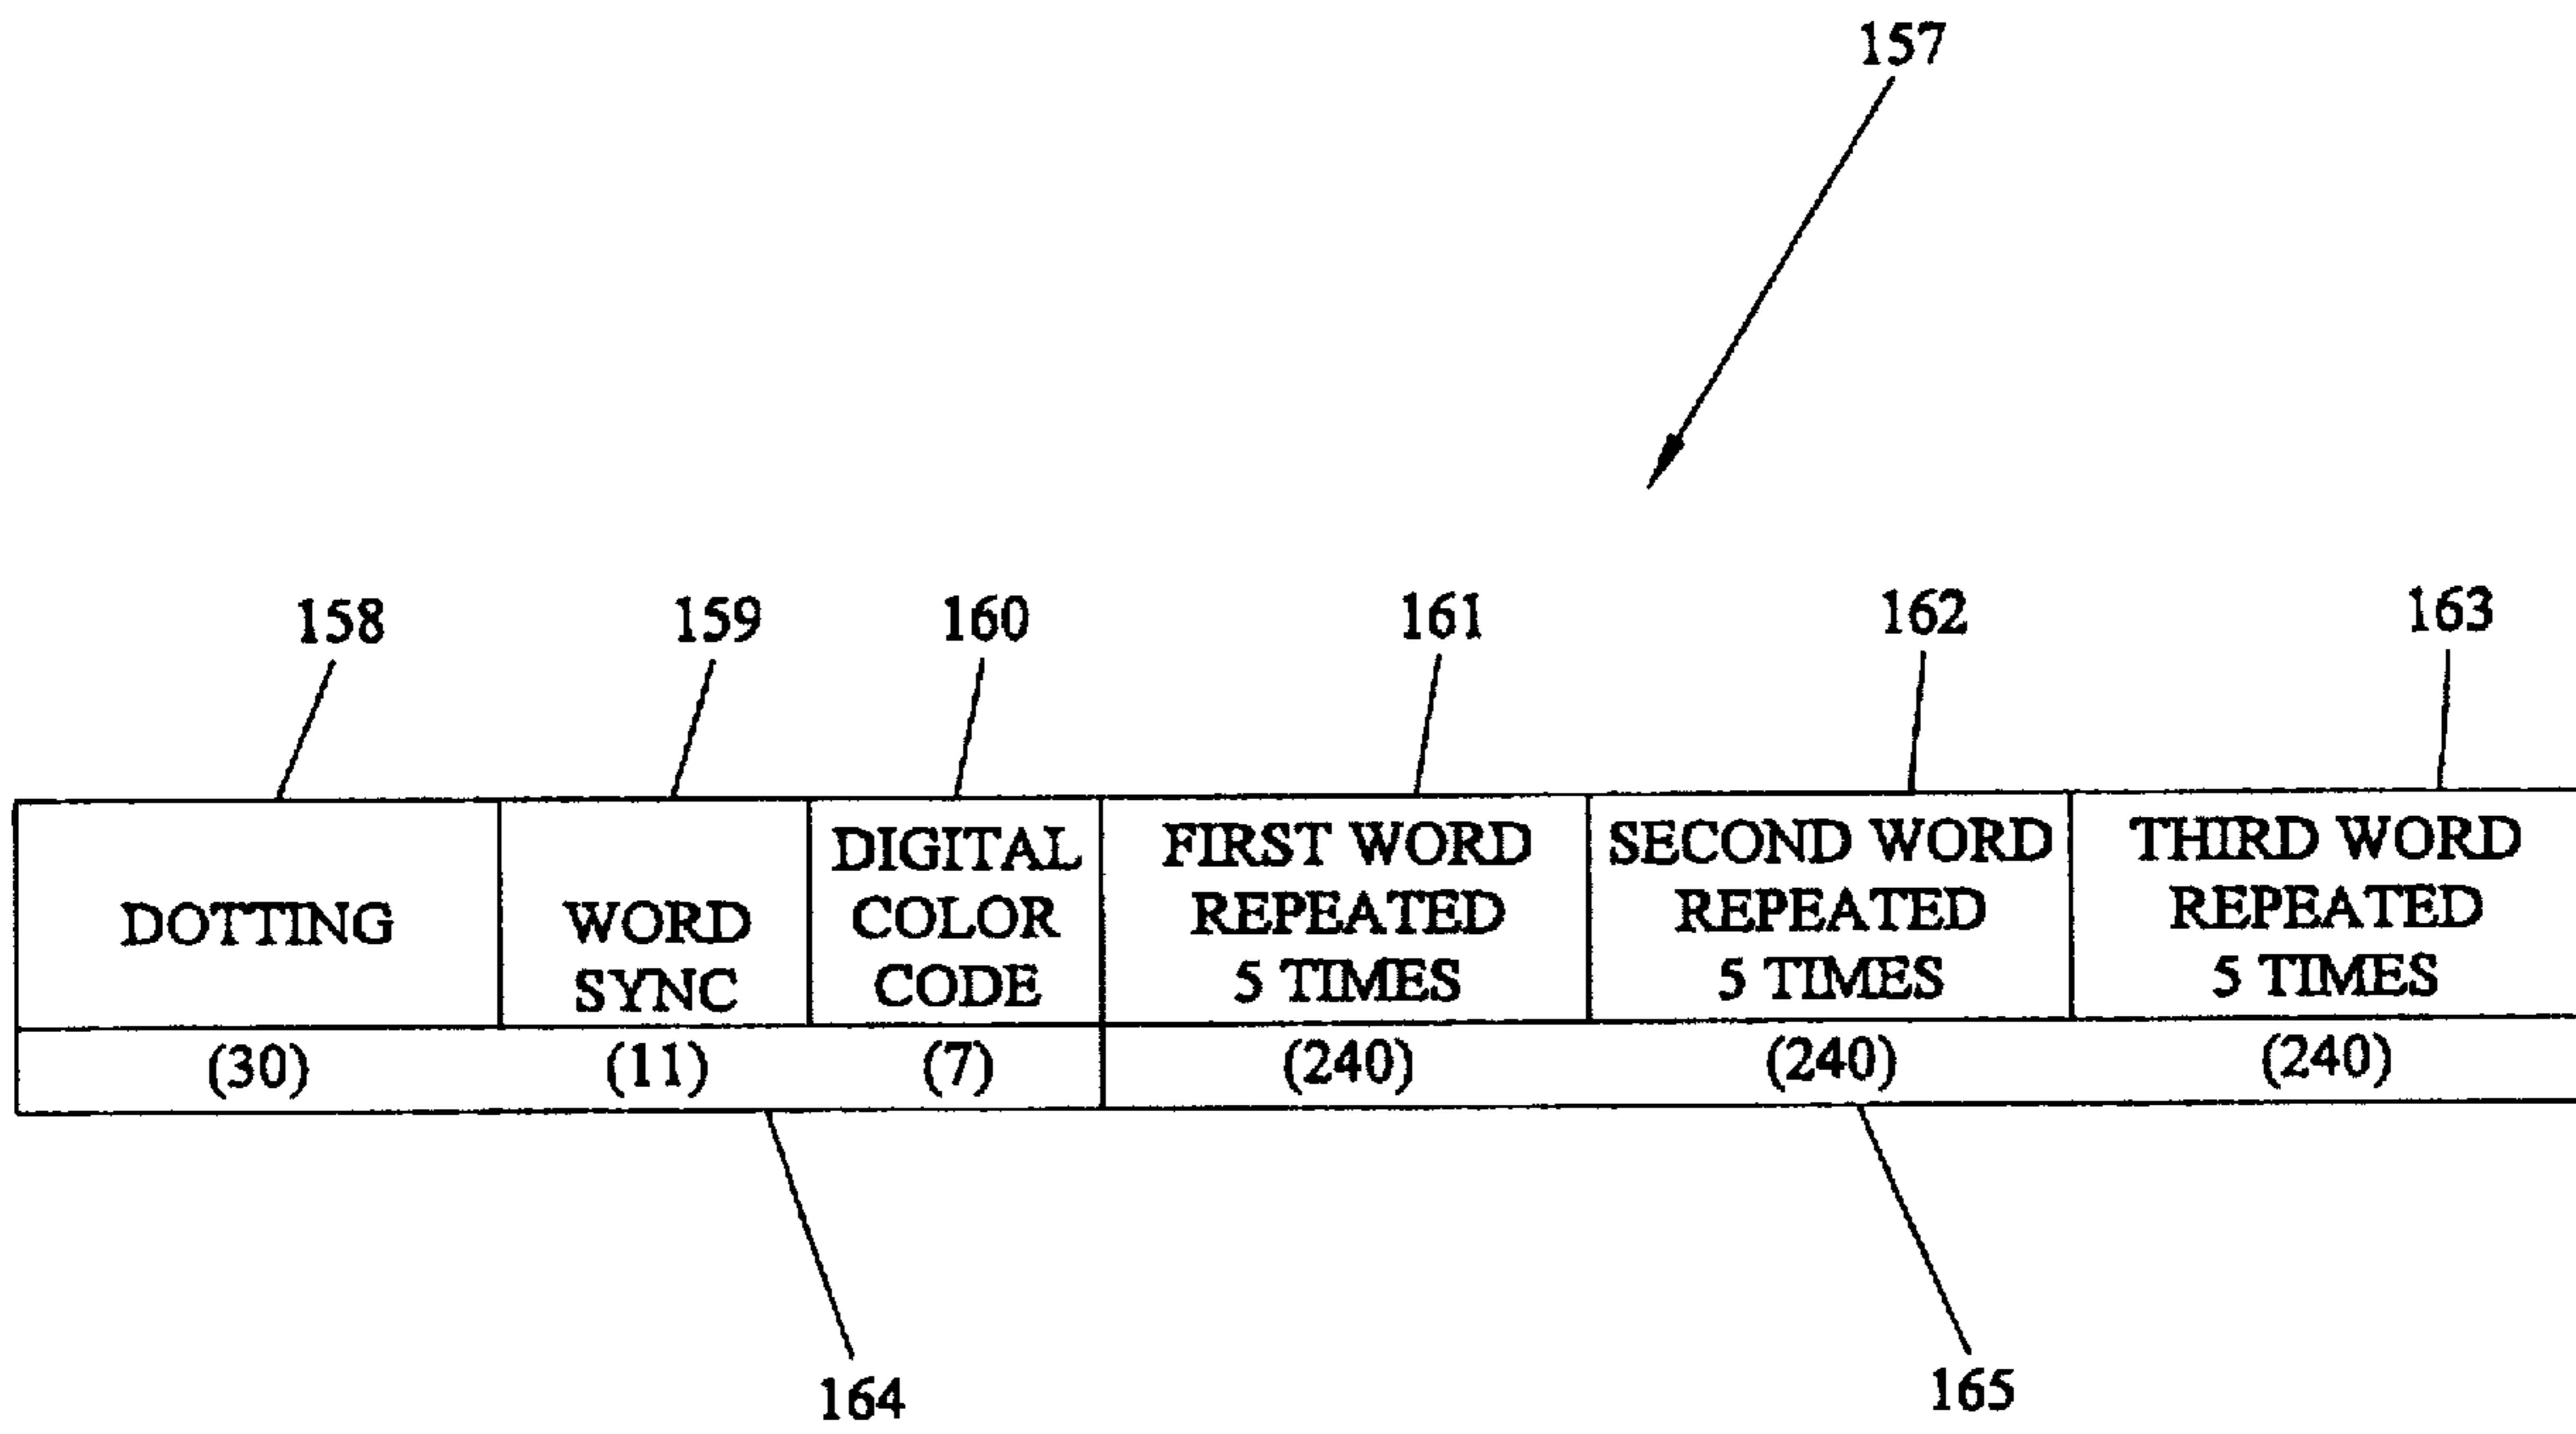 157
158
159
160
161
162
163
DOTTING
WORD
SYNC
DIGITAL
COLOR
CODE
FIRST WORD
REPEATED
5 TIMES
SECOND WORD
REPEATED
5 TIMES
THIRD WORD
REPEATED
5 TIMES
(30)
(11)
(7)
(240)
(240)
(240)
164
165